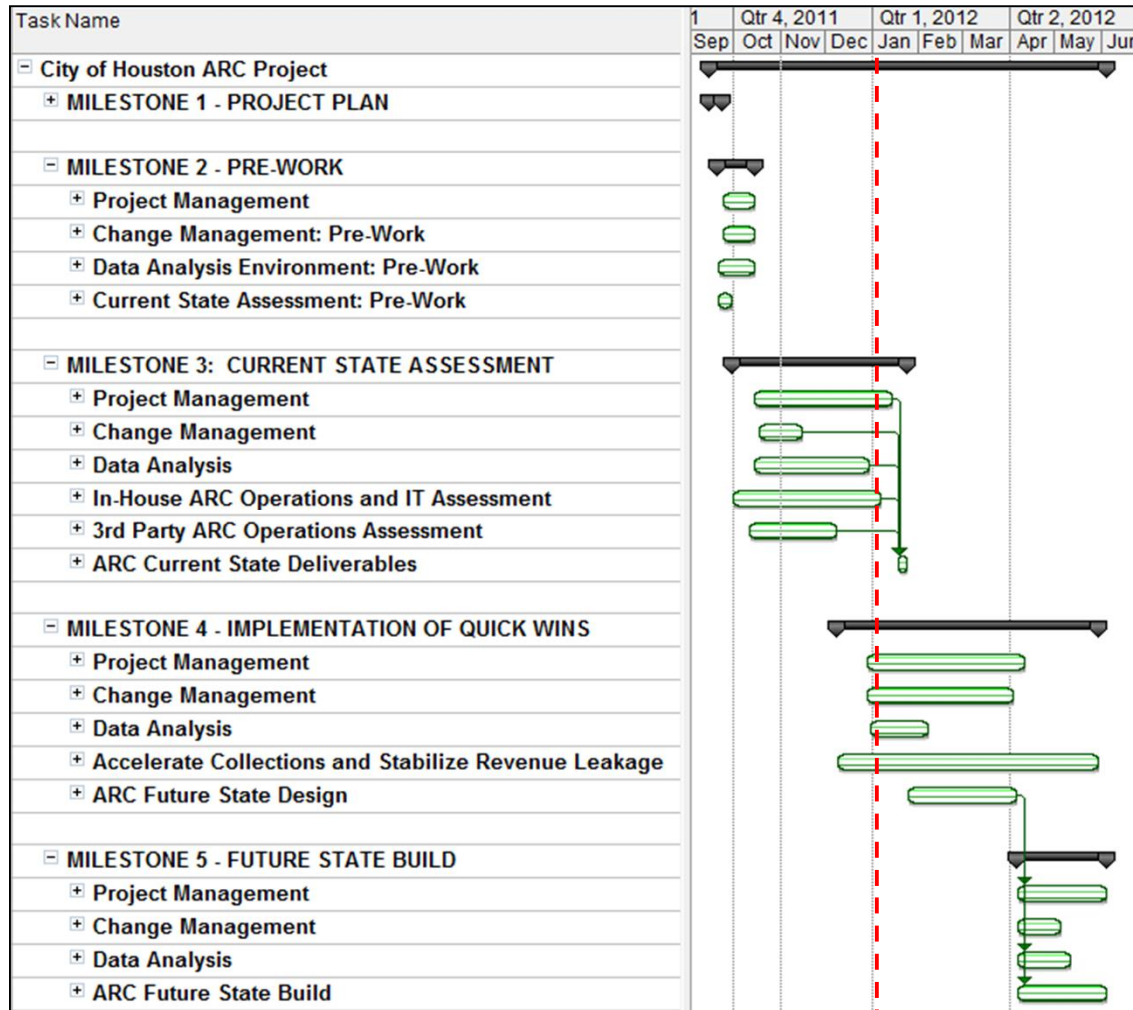 Task Name
1 Qtr 4, 2011 Qtr 1, 2012 Qtr 2, 2012
Sep Oct Nov Dec Jan Feb Mar Apr May Jun
City of Houston ARC Project
MILESTONE 1 - PROJECT PLAN
MILESTONE 2 - PRE-WORK
Project Management
Change Management: Pre-Work
Data Analysis Environment: Pre-Work
Current State Assessment: Pre-Work
MILESTONE 3: CURRENT STATE ASSESSMENT
Project Management
Change Management
Data Analysis
In-House ARC Operations and IT Assessment
3rd Party ARC Operations Assessment
ARC Current State Deliverables
MILESTONE 4 - IMPLEMENTATION OF QUICK WINS
Project Management
Change Management
Data Analysis
Accelerate Collections and Stabilize Revenue Leakage
ARC Future State Design
MILESTONE 5 - FUTURE STATE BUILD
Project Management
Change Management
Data Analysis
ARC Future State Build